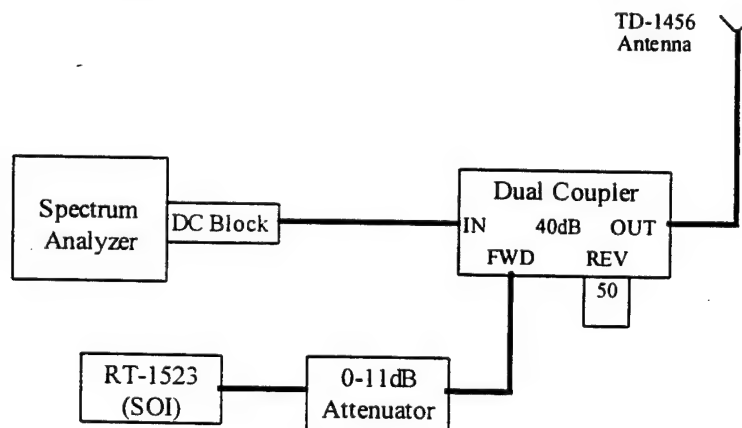 TD-1456
Antenna
Dual Coupler
Spectrum
Analyzer
DC Block
IN 40dB OUT
FWD REV
50
RT-1523
(SOI)
0-11dB
Attenuator